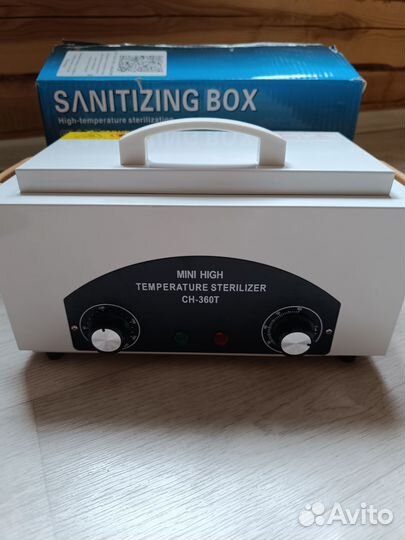 SANITIZING BOX
High-temperature sterilization
MINI HIGH
TEMPERATURE STERILIZER
CH-360T
Avito